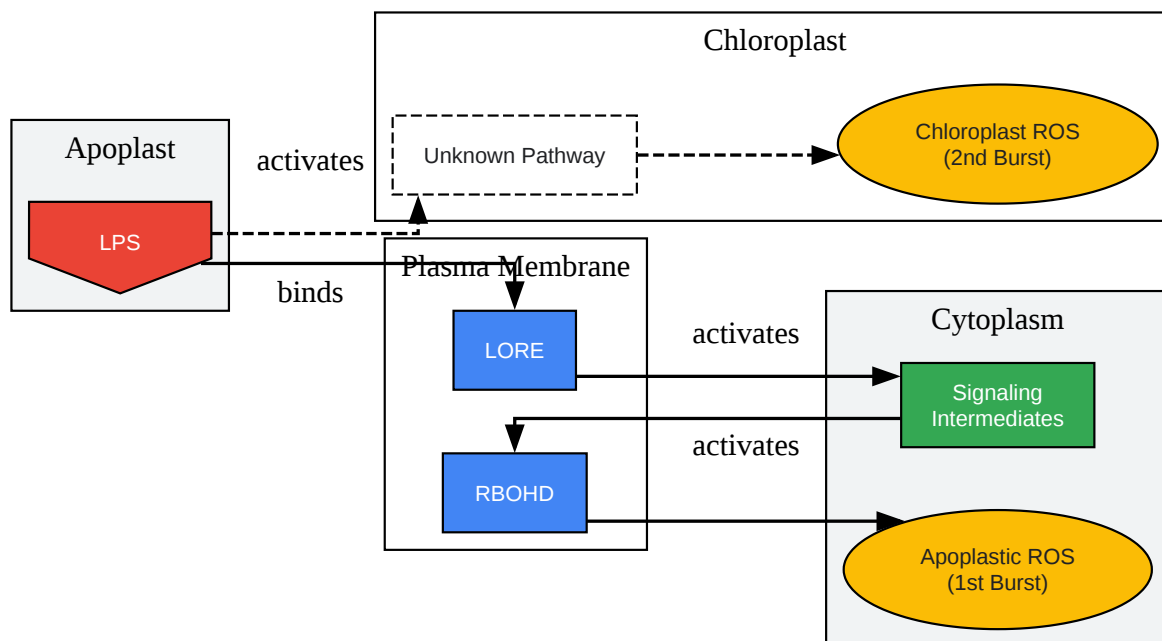 Chloroplast
Apoplast
activates
Unknown Pathway
Chloroplast ROS
(2nd Burst)
LPS
binds
Plasma Membrane
LORE
activates
Cytoplasm
Signaling
Intermediates
activates
RBOHD
Apoplastic ROS
(1st Burst)